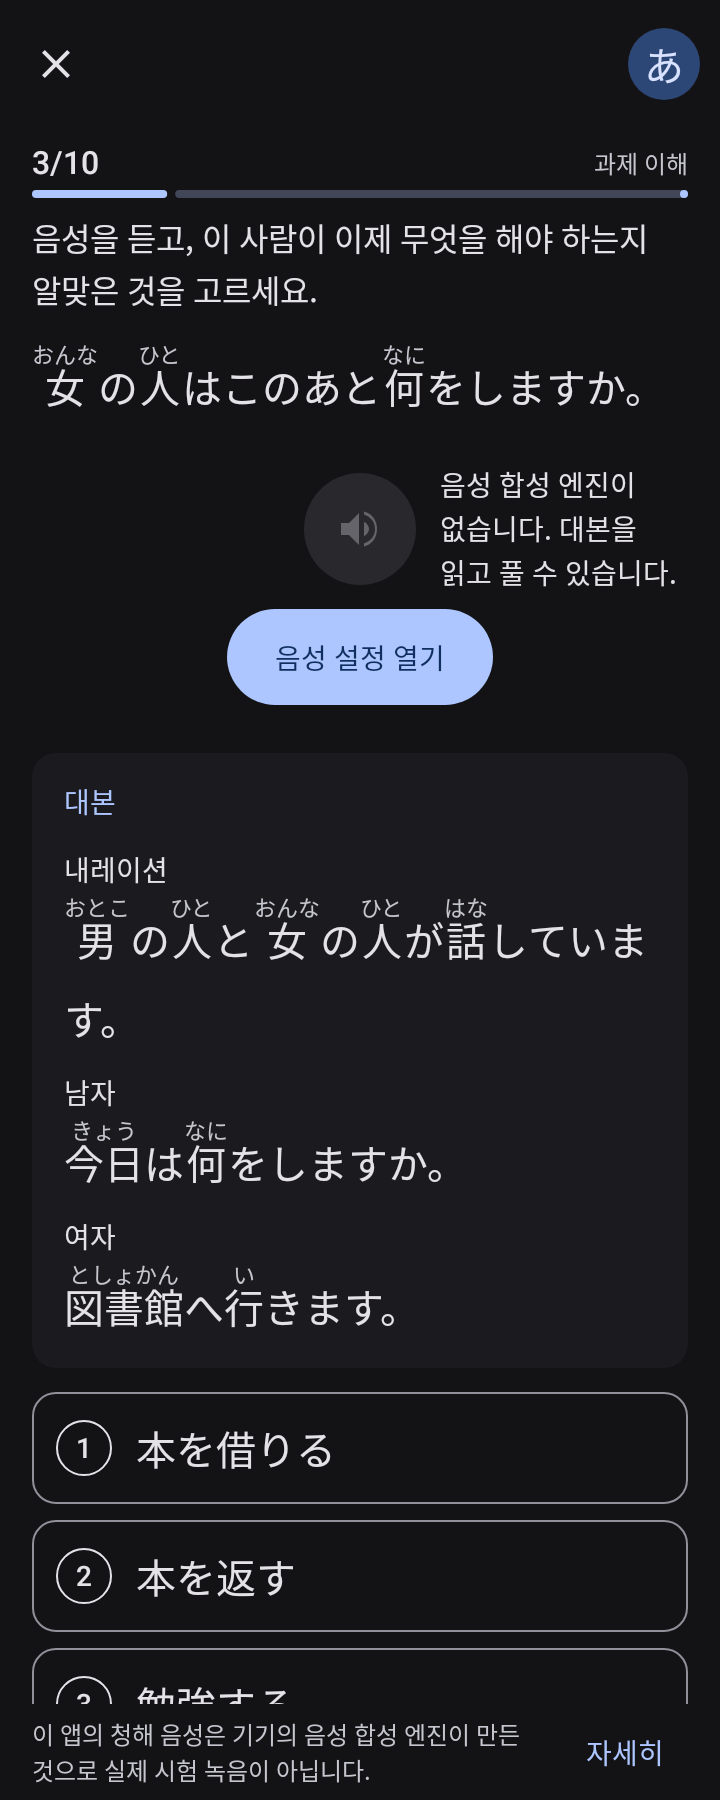 あ
3/10
과제 이해
음성을 듣고, 이 사람이 이제 무엇을 해야 하는지
알맞은 것을 고르세요.
おんな ひと なに
女の人はこのあと何をしますか。
음성 합성 엔진이
없습니다. 대본을
읽고 풀 수 있습니다.
음성 설정 열기
대본
내레이션
おとこ ひと おんな ひと はな
男の人と女の人が話していま
す。
남자
きょう なに
今日は何をしますか。
여자
としょかん い
図書館へ行きます。
1 本を借りる
2 本を返す
3 勉強する
이 앱의 청해 음성은 기기의 음성 합성 엔진이 만든
것으로 실제 시험 녹음이 아닙니다.
자세히